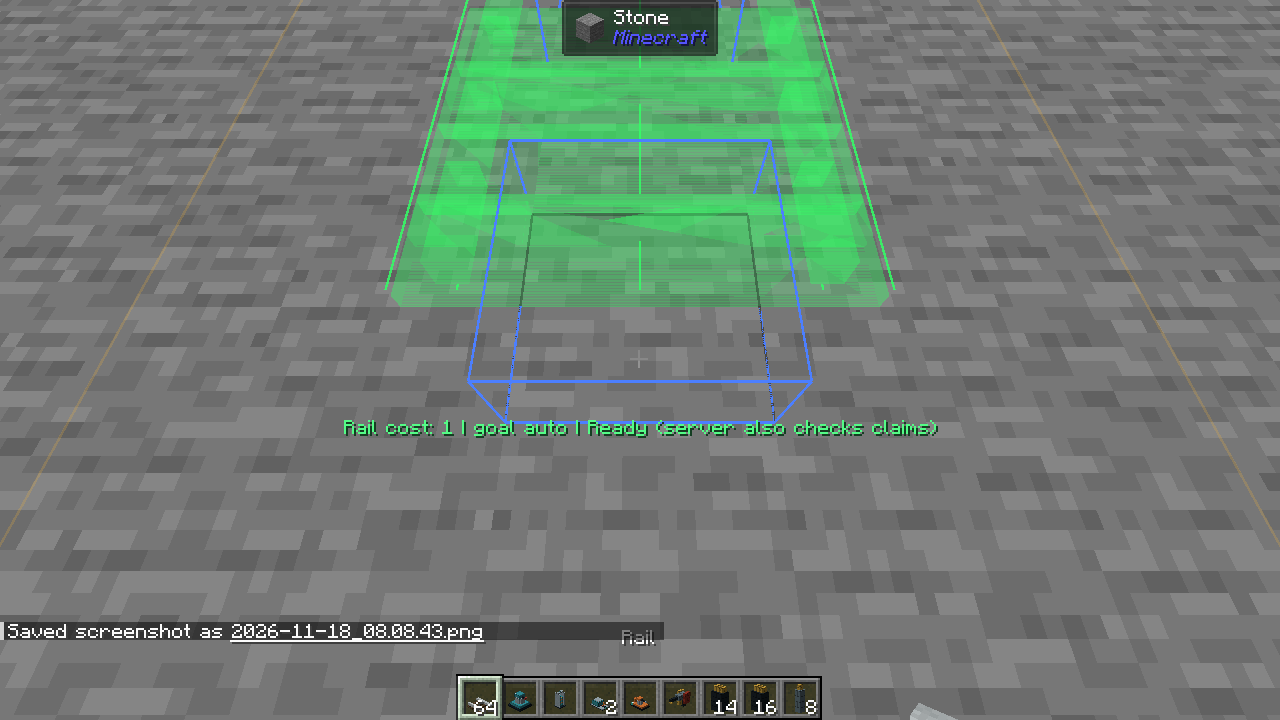 Stone
Minecraft
Rail cost: 1 | goal auto | Ready (server also checks claims)
Saved screenshot as 2026-11-18_08.08.43.png
Rail
64 2 14 16 8